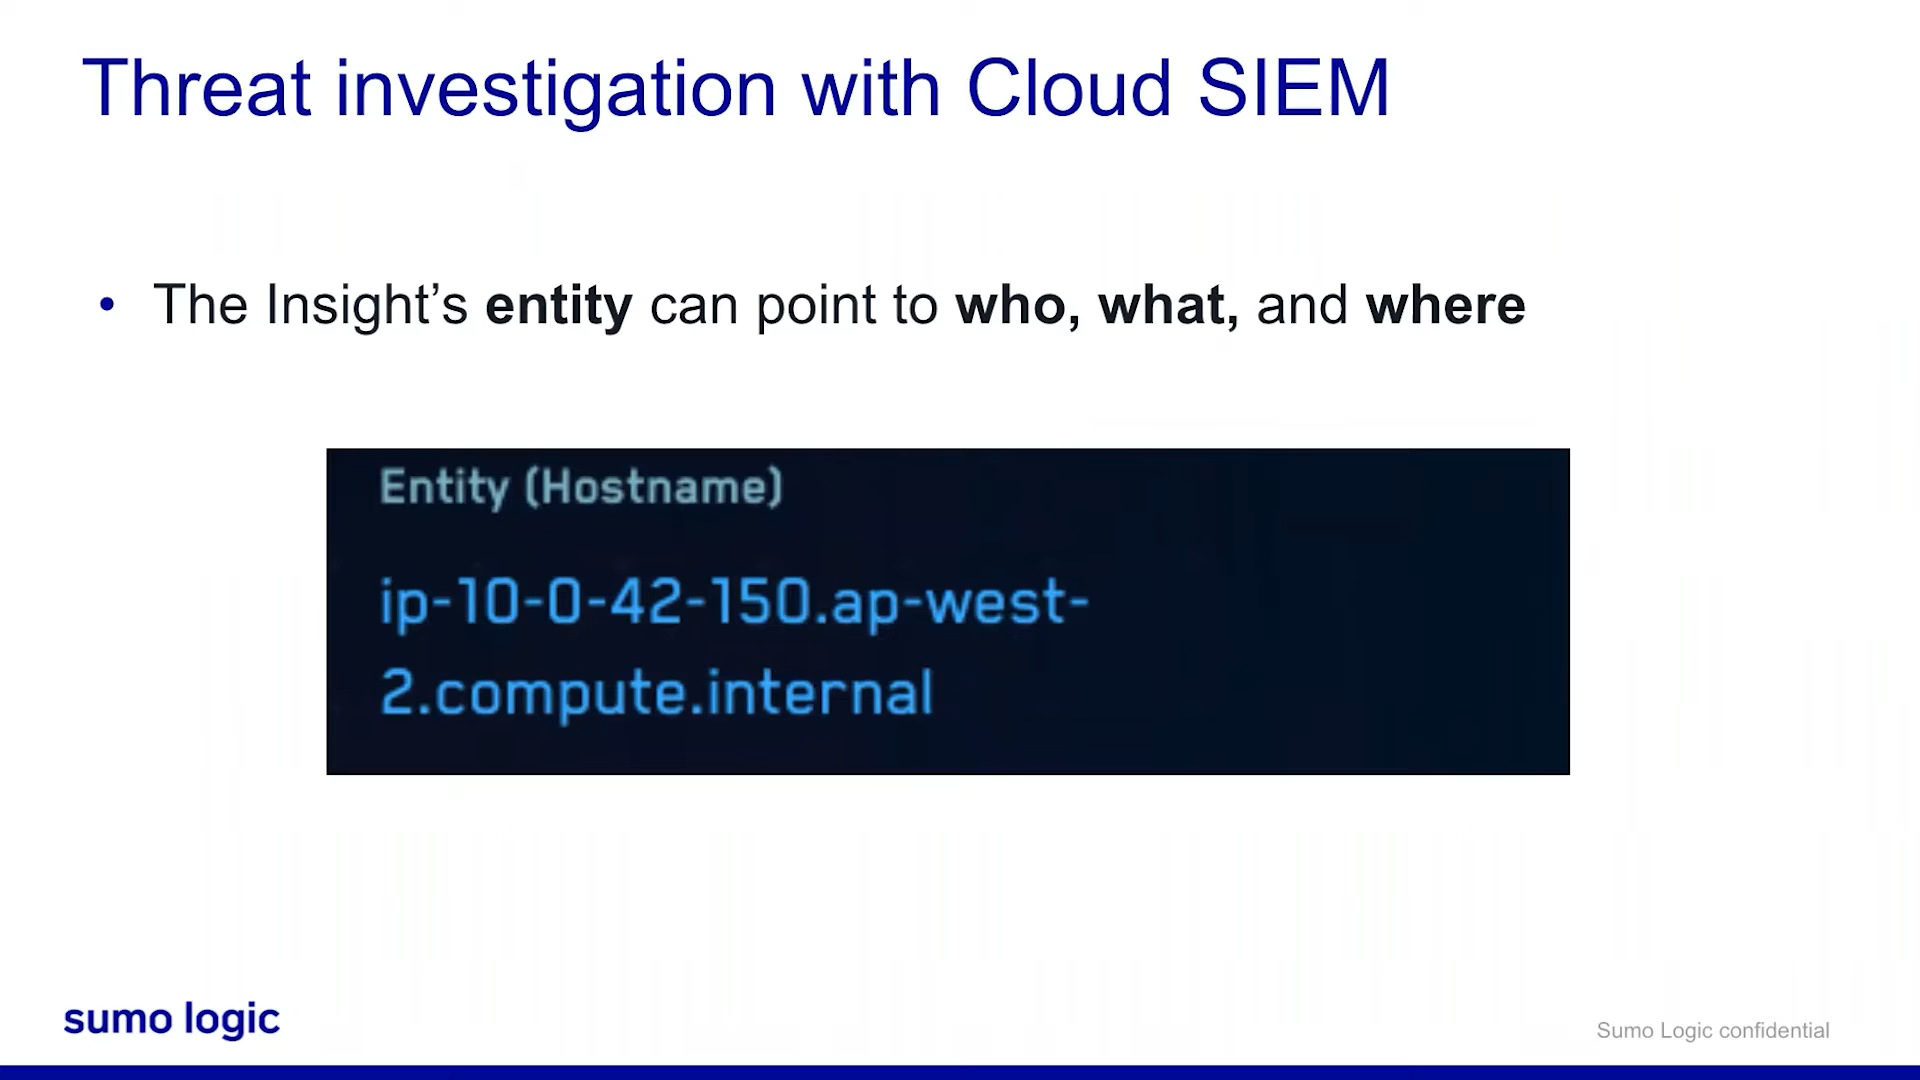 Threat investigation with Cloud SIEM
• The Insight’s entity can point to who, what, and where
Entity (Hostname)
ip-10-0-42-150.ap-west-
2.compute.internal
sumo logic
Sumo Logic confidential